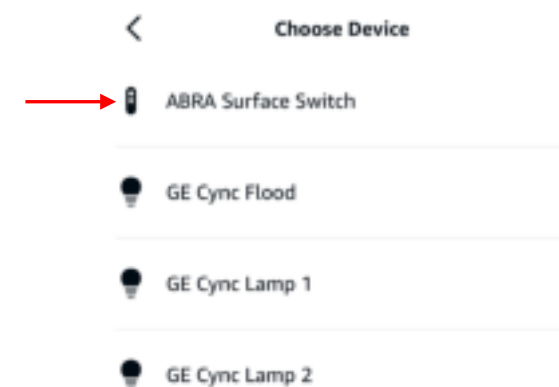 Choose Device
ABRA Surface Switch
GE Cync Flood
GE Cync Lamp 1
GE Cync Lamp 2